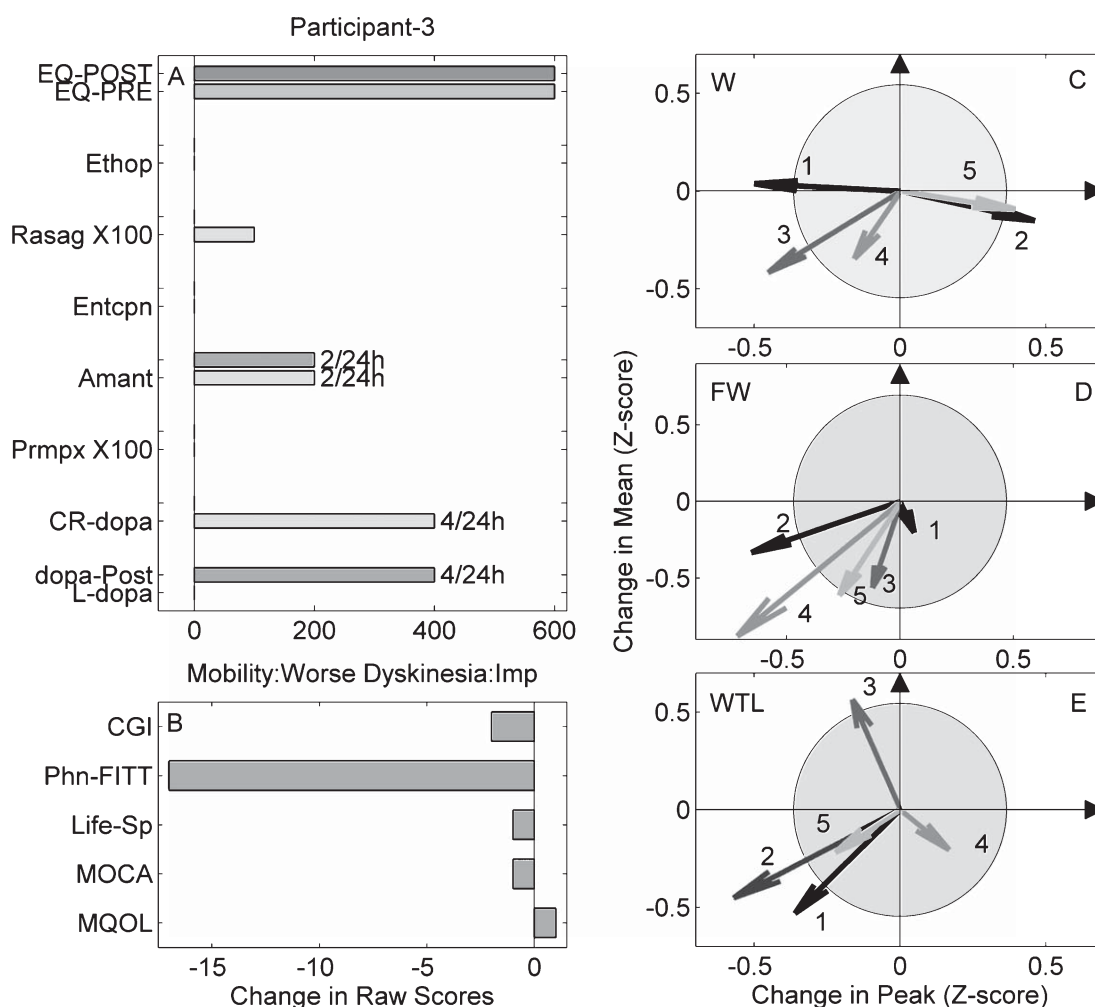 Participant-3
A
EQ-POST
EQ-PRE
Ethop
Rasag X100
Entcpn
Amant
2/24h
2/24h
Prmpx X100
CR-dopa
4/24h
dopa-Post
4/24h
L-dopa
0 200 400 600
Mobility:Worse Dyskinesia:Imp
B
CGI
Phn-FITT
Life-Sp
MOCA
MQOL
-15 -10 -5 0
Change in Raw Scores
W C
0.5
0
-0.5
1
5
3
4
2
-0.5 0 0.5
Change in Mean (Z-score)
FW D
0.5
0
-0.5
2
1
3
5
4
-0.5 0 0.5
WTL E
0.5
0
-0.5
3
5
4
2
1
-0.5 0 0.5
Change in Peak (Z-score)